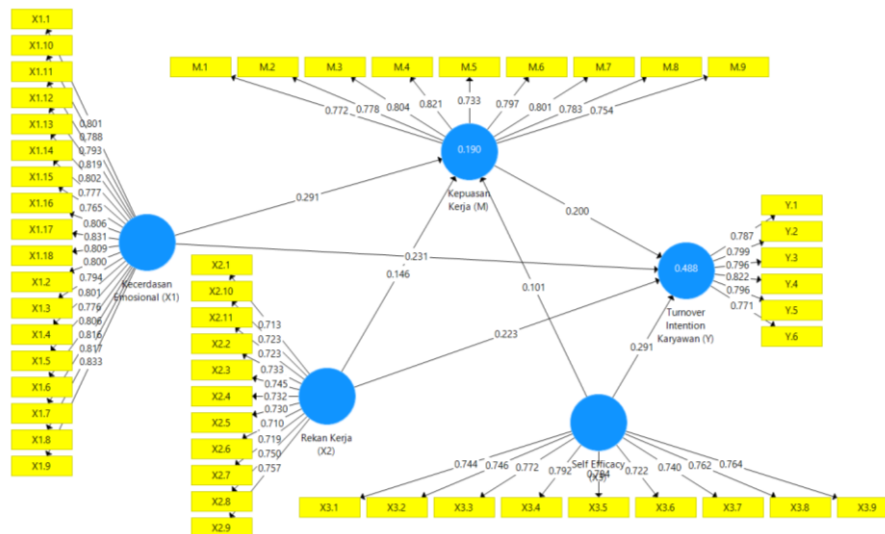 X1.1
X1.10
X1.11
X1.12
X1.13
X1.14
X1.15
X1.16
X1.17
X1.18
X1.2
X1.3
X1.4
X1.5
X1.6
X1.7
X1.8
X1.9
0.801
0.788
0.793
0.819
0.802
0.777
0.765
0.806
0.831
0.809
0.800
0.794
0.801
0.776
0.806
0.816
0.817
0.833
Kecerdasan
Emosional (X1)
M.1
M.2
M.3
M.4
M.5
M.6
M.7
M.8
M.9
0.772
0.778
0.804
0.821
0.733
0.797
0.801
0.783
0.754
0.190
Kepuasan
Kerja (M)
0.291
0.146
0.231
0.101
0.200
0.223
0.291
X2.1
X2.10
X2.11
X2.2
X2.3
X2.4
X2.5
X2.6
X2.7
X2.8
X2.9
0.713
0.723
0.723
0.733
0.745
0.732
0.730
0.710
0.719
0.750
0.757
Rekan Kerja
(X2)
0.488
Turnover
Intention
Karyawan (Y)
0.787
0.799
0.796
0.822
0.796
0.771
Y.1
Y.2
Y.3
Y.4
Y.5
Y.6
Self Efficacy
(X3)
0.744
0.746
0.772
0.792
0.722
0.740
0.762
0.764
X3.1
X3.2
X3.3
X3.4
X3.5
X3.6
X3.7
X3.8
X3.9